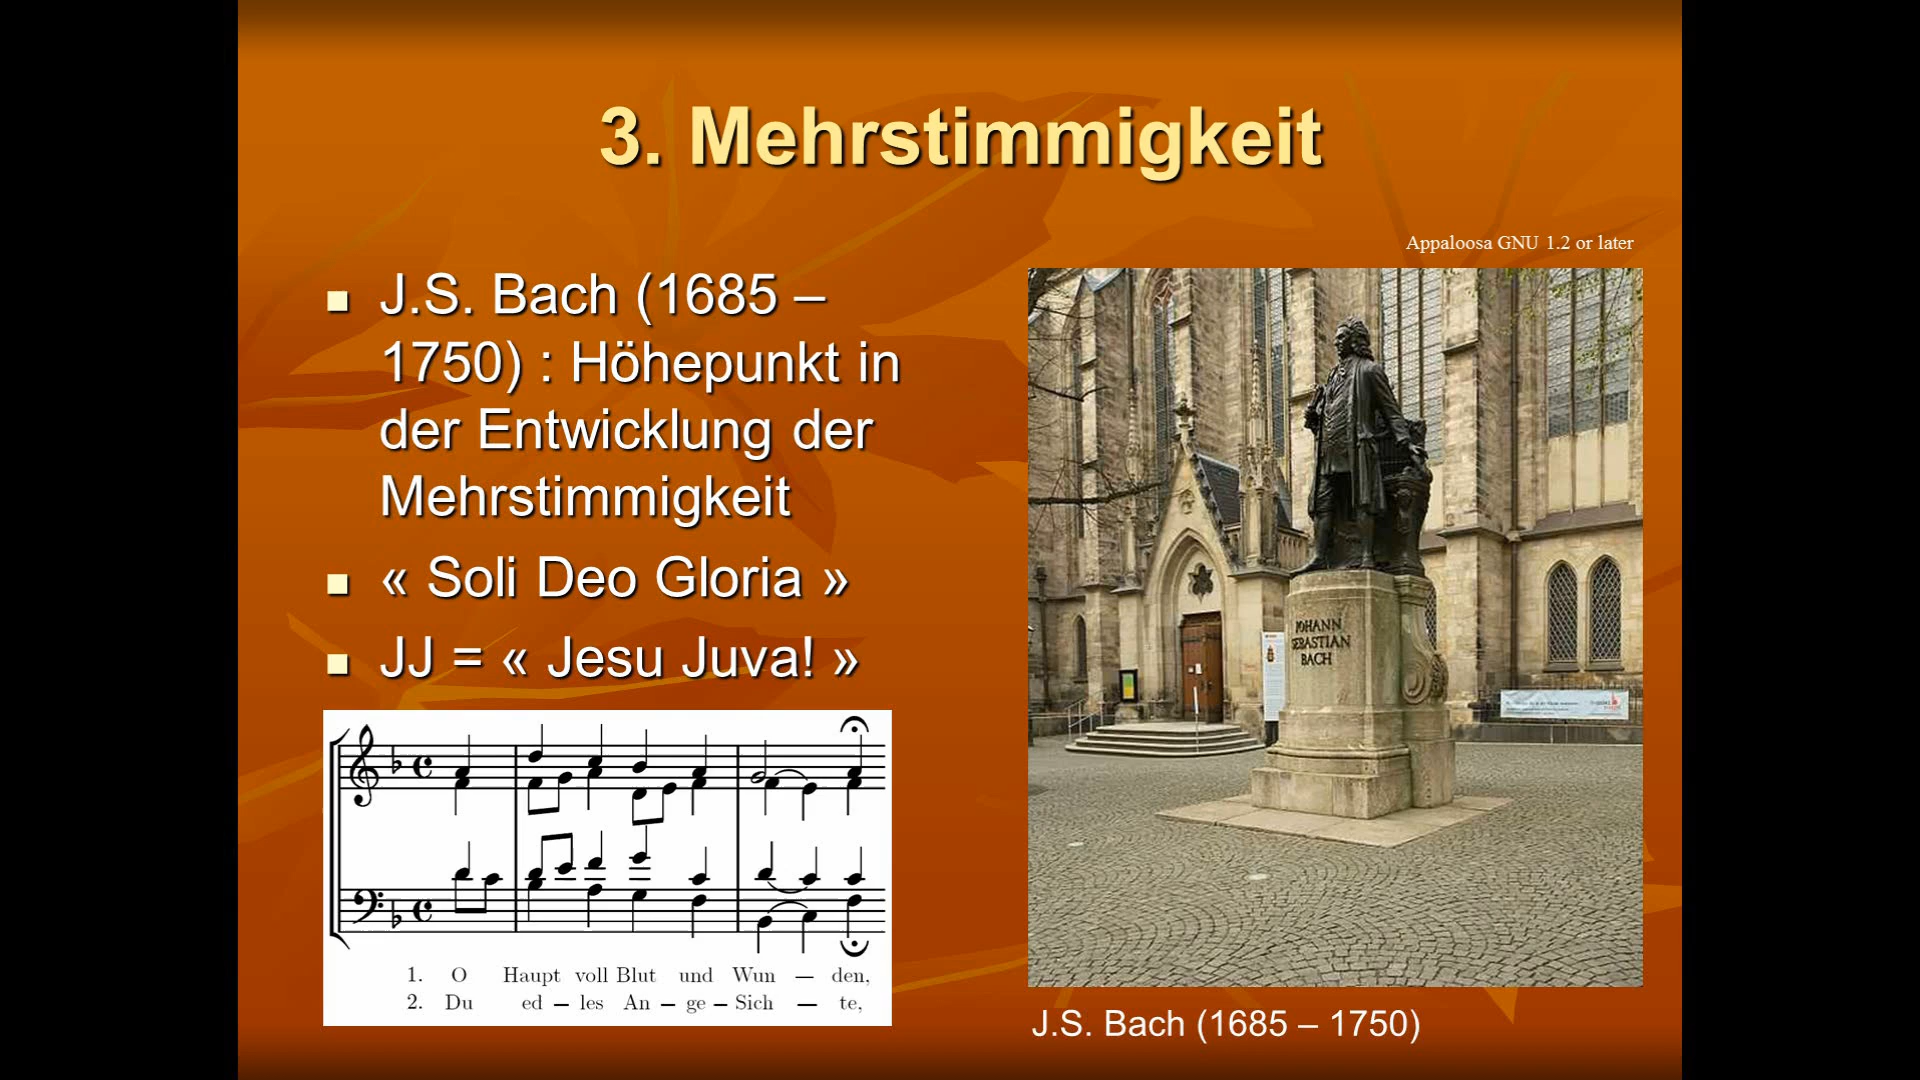 3. Mehrstimmigkeit
Appaloosa GNU 1.2 or later
J.S. Bach (1685 –
1750) : Höhepunkt in
der Entwicklung der
Mehrstimmigkeit
« Soli Deo Gloria »
JJ = « Jesu Juva! »
1. O Haupt voll Blut und Wun – den,
2. Du ed – les An – ge – Sich – te,
JOHANN
SEBASTIAN
BACH
J.S. Bach (1685 – 1750)